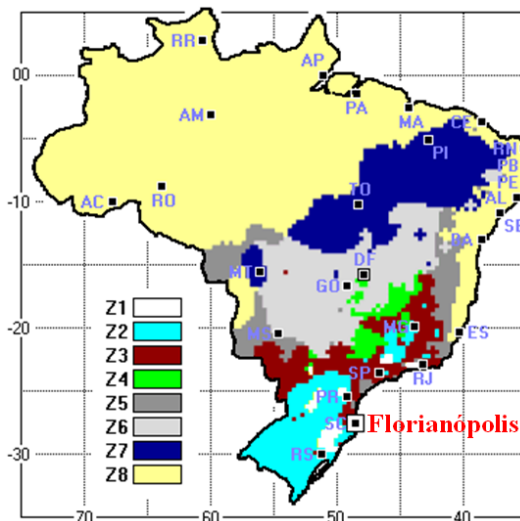 RR
AP
00
PA
MA
CE
AM
RN
PI
PB
PE
TO
AL
-10
AC
RO
SE
BA
MT
DF
GO
Z1
Z2
MS
MG
ES
-20
Z3
Z4
SP
RJ
Z5
PR
Z6
SC Florianópolis
Z7
-30
RS
Z8
70
60
50
40